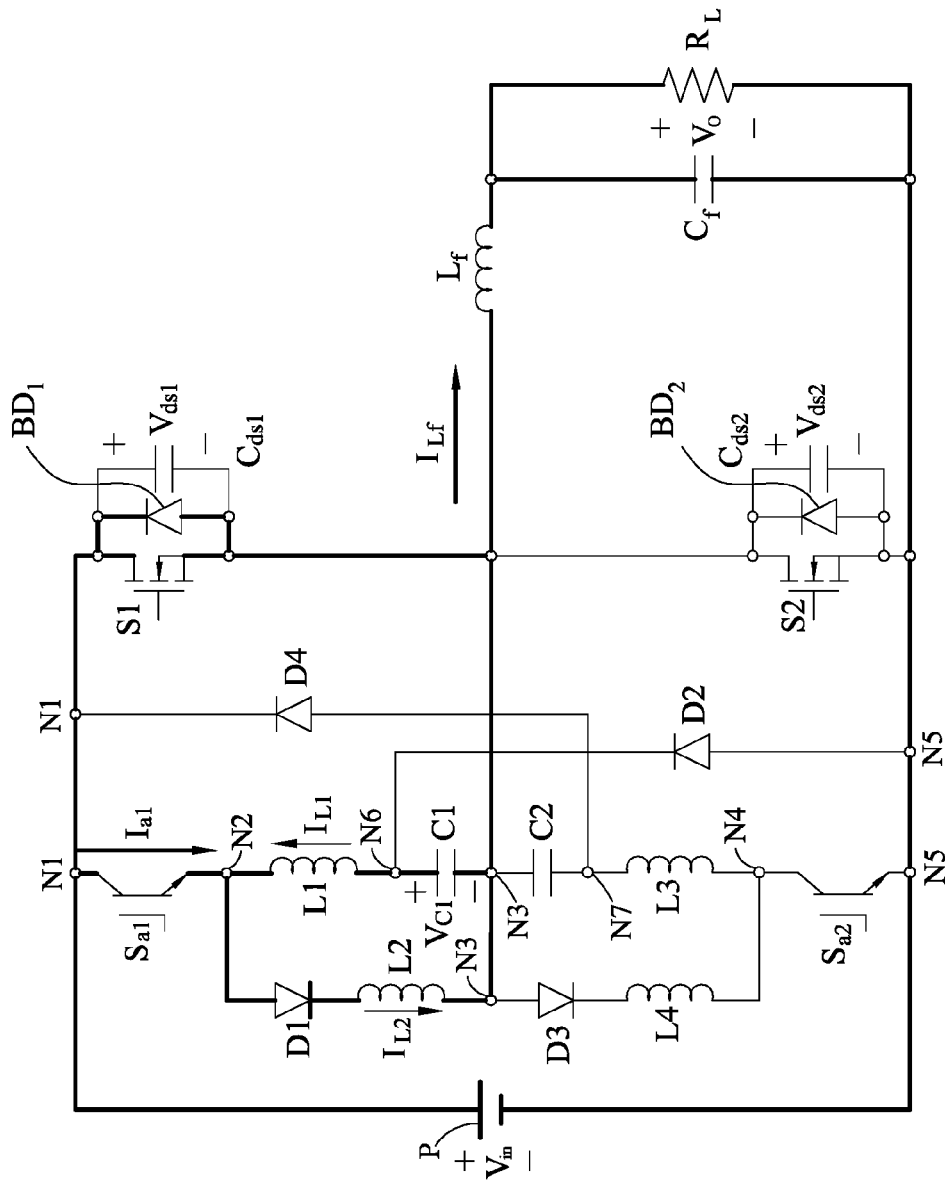 N1
N1
Sa1
Ia1
N2
D1
L2
IL2
L1
IL1
N6
+
VC1
−
C1
N3
N3
C2
N7
D3
L4
L3
N4
Sa2
N5
N5
D4
D2
P
+
Vin
−
S1
BD1
+
Vds1
−
Cds1
ILf
S2
BD2
Cds2
+
Vds2
−
Lf
Cf
+
Vo
−
RL